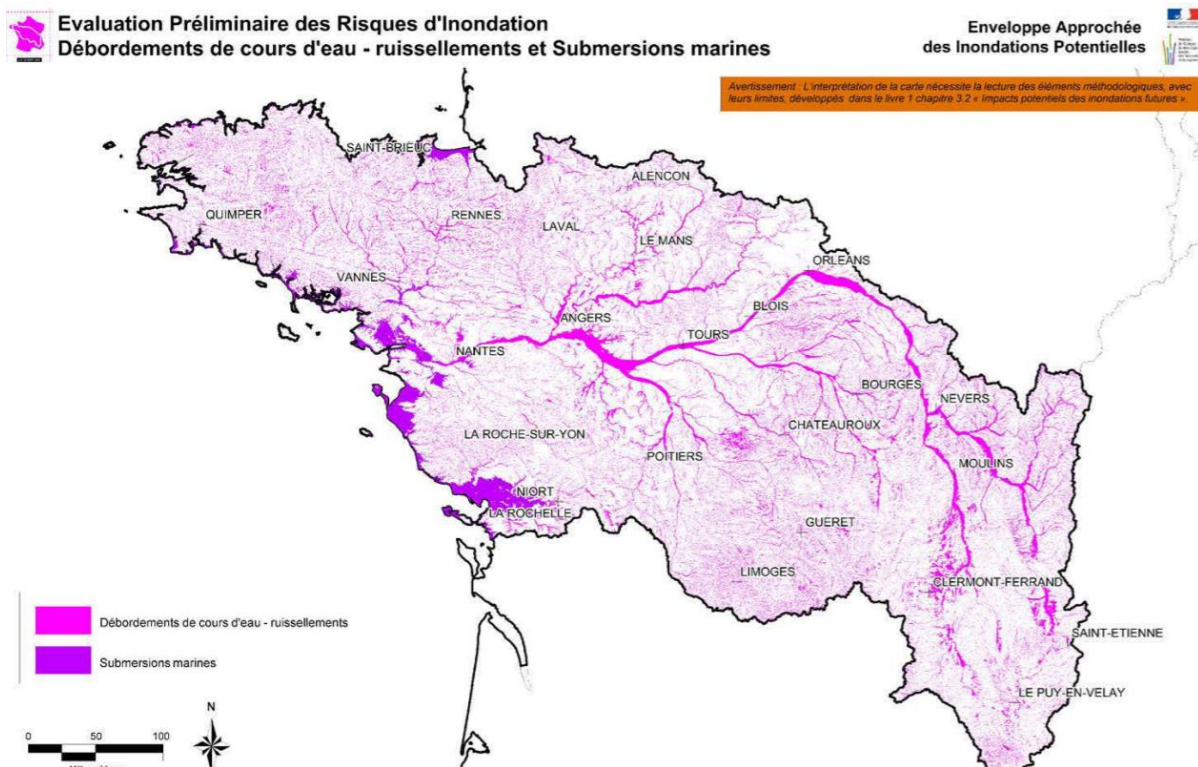 Evaluation Préliminaire des Risques d'Inodation
Débordements de cours d'eau - ruissellements et Submersions marines
Enveloppe Approchée
des Inondations Potentielles
Avertissement : L'interprétation de la carte nécessite la lecture des éléments méthodologiques, avec
leurs limites, développés dans le livre 1 chapitre 3.2 « Impacts potentiels des inondations futures ».
SAINT-BRIEUC
ALENCON
QUIMPER
RENNES
LAVAL
LE MANS
ORLEANS
VANNES
BLOIS
ANGERS
TOURS
NANTES
BOURGES
NEVERS
LA ROCHE-SUR-YON
CHATEAUROUX
POITIERS
MOULINS
NIORT
LA ROCHELLE
GUERET
LIMOGES
CLERMONT-FERRAND
SAINT-ETIENNE
LE PUY-EN-VELAY
Débordements de cours d'eau - ruissellements
Submersions marines
N
0 50 100